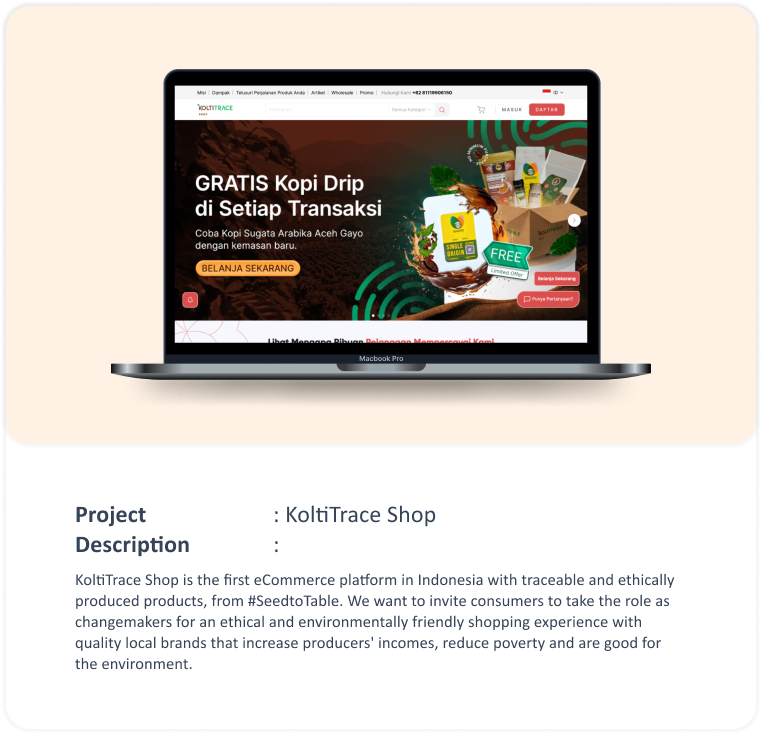 Misi | Dampak | Telusuri Perjalanan Produk Anda | Artikel | Wholesale | Promo | Hubungi Kami +62 81119906150
ID
KOLTITRACE
SHOP
Semua Kategori
MASUK
DAFTAR
GRATIS Kopi Drip
di Setiap Transaksi
Coba Kopi Sugata Arabika Aceh Gayo
dengan kemasan baru.
BELANJA SEKARANG
SINGLE
ORIGIN
FREE
Limited Offer
Belanja Sekarang
Punya Pertanyaan?
Lihat Mengapa Ribuan Pelanggan Mempercayai Kami
Macbook Pro
Project : KoltiTrace Shop
Description :
KoltiTrace Shop is the first eCommerce platform in Indonesia with traceable and ethically
produced products, from #SeedtoTable. We want to invite consumers to take the role as
changemakers for an ethical and environmentally friendly shopping experience with
quality local brands that increase producers' incomes, reduce poverty and are good for
the environment.